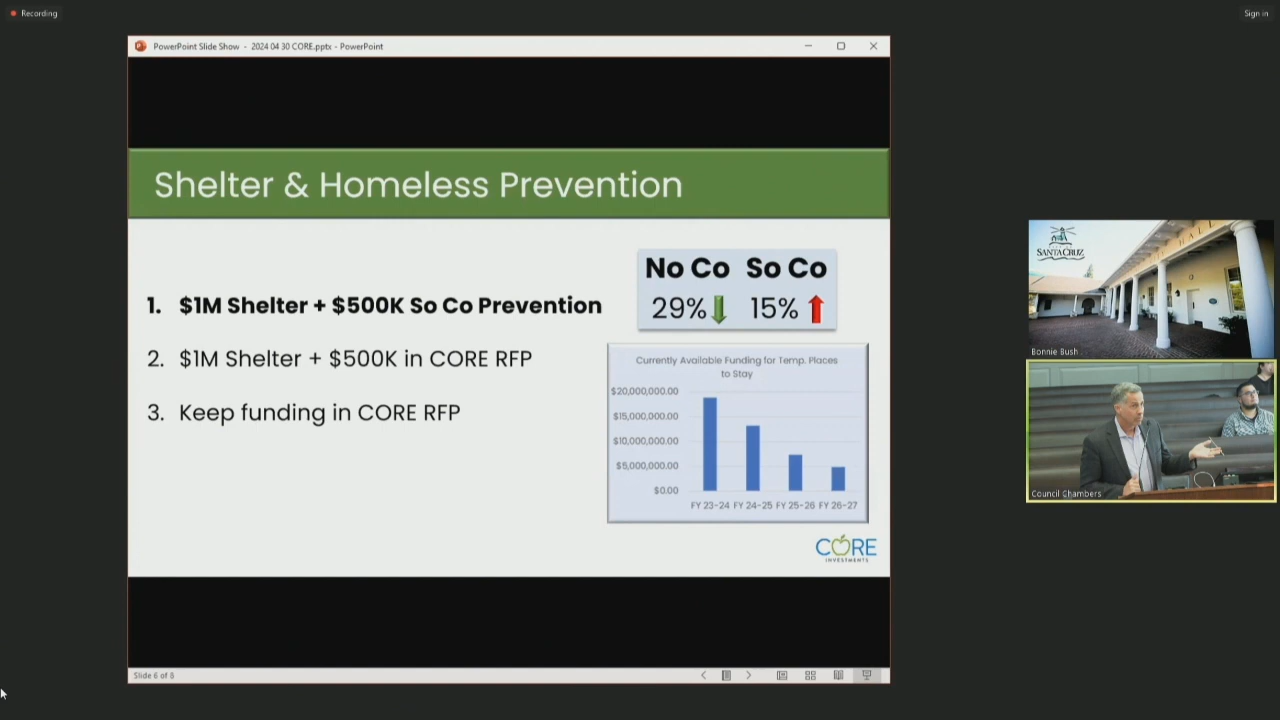 Recording
Sign in
PowerPoint Slide Show - 2024 04 30 CORE.pptx - PowerPoint
Shelter & Homeless Prevention
1. $1M Shelter + $500K So Co Prevention
2. $1M Shelter + $500K in CORE RFP
3. Keep funding in CORE RFP
No Co So Co
29% 15%
Currently Available Funding for Temp. Places
to Stay
$20,000,000.00
$15,000,000.00
$10,000,000.00
$5,000,000.00
$0.00
FY 23-24 FY 24-25 FY 25-26 FY 26-27
CORE
INVESTMENTS
Slide 6 of 8
SANTA CRUZ
HALL
Bonnie Bush
Council Chambers